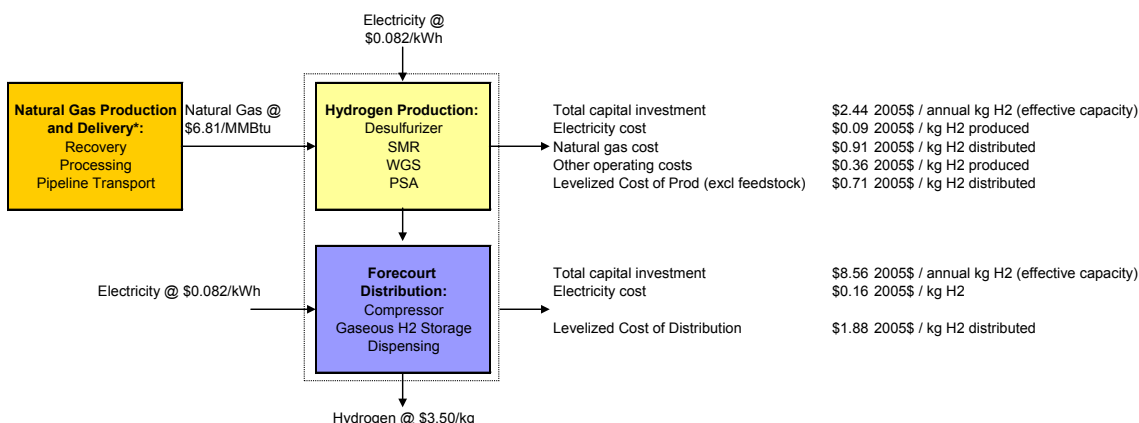 Electricity @
$0.082/kWh
Natural Gas Production
and Delivery*:
Recovery
Processing
Pipeline Transport
Natural Gas @
$6.81/MMBtu
Hydrogen Production:
Desulfurizer
SMR
WGS
PSA
Total capital investment $2.44 2005$ / annual kg H2 (effective capacity)
Electricity cost $0.09 2005$ / kg H2 produced
Natural gas cost $0.91 2005$ / kg H2 distributed
Other operating costs $0.36 2005$ / kg H2 produced
Levelized Cost of Prod (excl feedstock) $0.71 2005$ / kg H2 distributed
Electricity @ $0.082/kWh
Forecourt
Distribution:
Compressor
Gaseous H2 Storage
Dispensing
Total capital investment $8.56 2005$ / annual kg H2 (effective capacity)
Electricity cost $0.16 2005$ / kg H2
Levelized Cost of Distribution $1.88 2005$ / kg H2 distributed
Hydrogen @ $3.50/kg